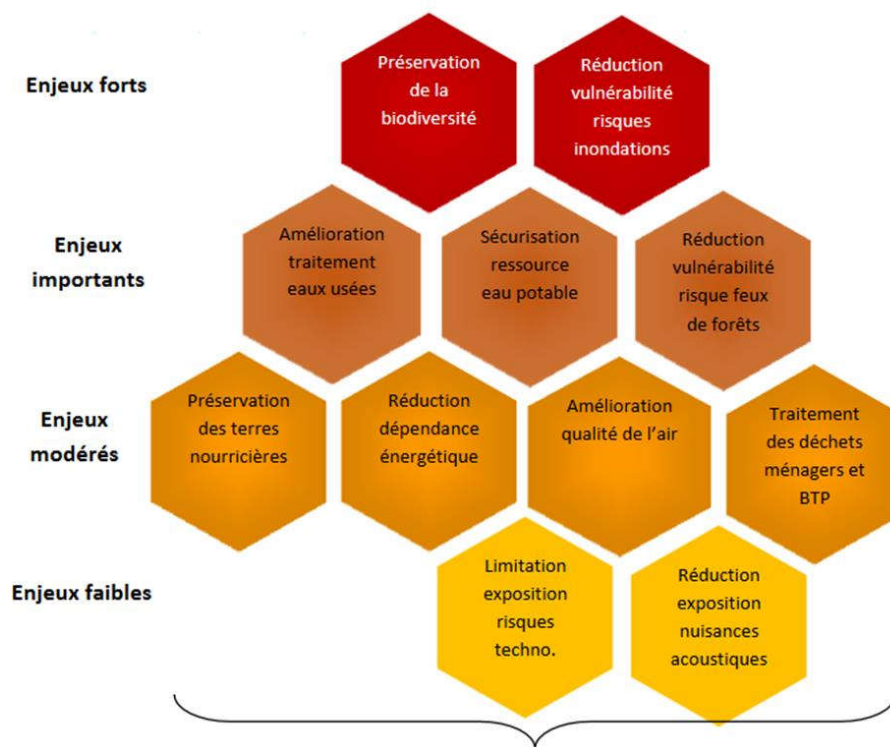 Enjeux forts
Préservation
de la
biodiversité
Réduction
vulnérabilité
risques
inondations
Enjeux
importants
Amélioration
traitement
eaux usées
Sécurisation
ressource
eau potable
Réduction
vulnérabilité
risque feux
de forêts
Enjeux
modérés
Préservation
des terres
nourricières
Réduction
dépendance
énergétique
Amélioration
qualité de l’air
Traitement
des déchets
ménagers et
BTP
Enjeux faibles
Limitation
exposition
risques
techno.
Réduction
exposition
nuisances
acoustiques